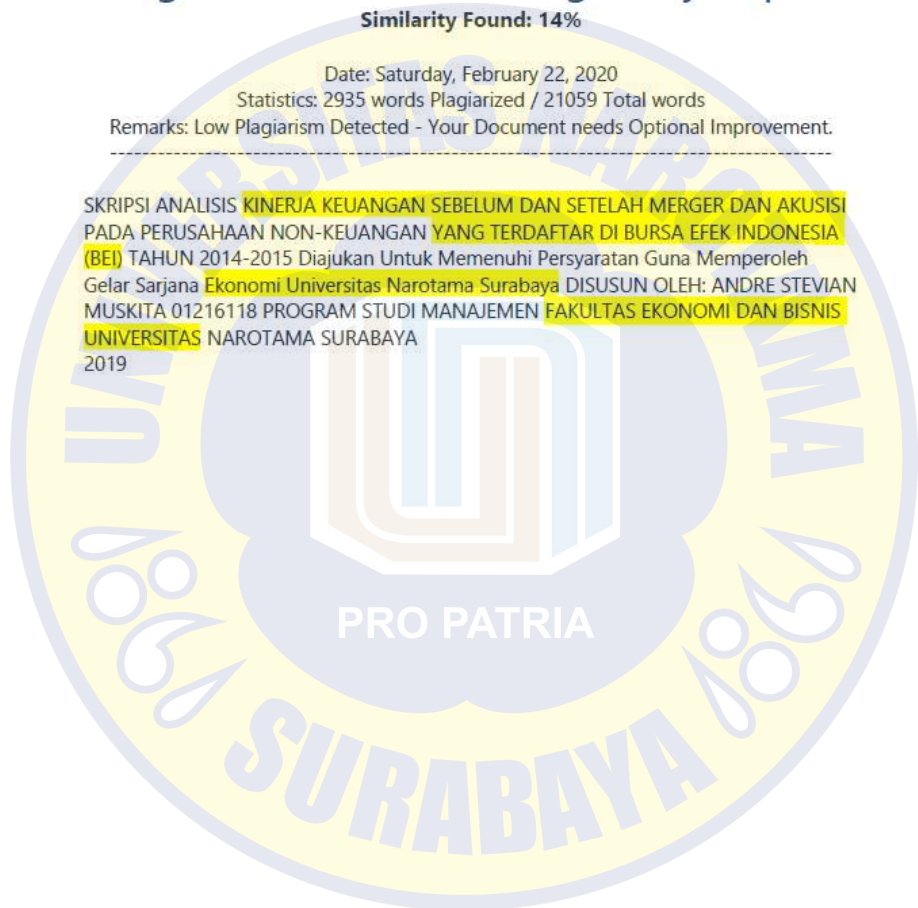 Similarity Found: 14%
Date: Saturday, February 22, 2020
Statistics: 2935 words Plagiarized / 21059 Total words
Remarks: Low Plagiarism Detected - Your Document needs Optional Improvement.
-------------------------------------------------------------------------------------------
SKRIPSI ANALISIS KINERJA KEUANGAN SEBELUM DAN SETELAH MERGER DAN AKUSISI
PADA PERUSAHAAN NON-KEUANGAN YANG TERDAFTAR DI BURSA EFEK INDONESIA
(BEI) TAHUN 2014-2015 Diajukan Untuk Memenuhi Persyaratan Guna Memperoleh
Gelar Sarjana Ekonomi Universitas Narotama Surabaya DISUSUN OLEH: ANDRE STEVIAN
MUSKITA 01216118 PROGRAM STUDI MANAJEMEN FAKULTAS EKONOMI DAN BISNIS
UNIVERSITAS NAROTAMA SURABAYA
2019
UNIVERSITAS NAROTAMA
PRO PATRIA
1981
SURABAYA
1981